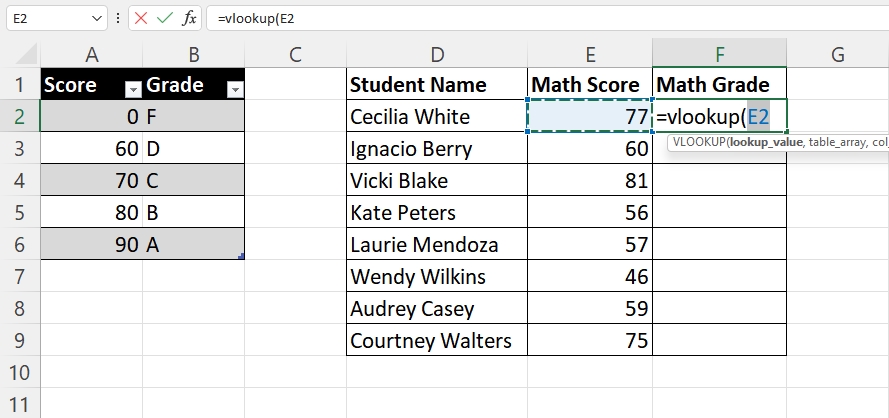 E2 fx =vlookup(E2
A B C D E F G
1 Score Grade Student Name Math Score Math Grade
2 0 F Cecilia White 77 =vlookup(E2
VLOOKUP(lookup_value, table_array, col_
3 60 D Ignacio Berry 60
4 70 C Vicki Blake 81
5 80 B Kate Peters 56
6 90 A Laurie Mendoza 57
7 Wendy Wilkins 46
8 Audrey Casey 59
9 Courtney Walters 75
10
11